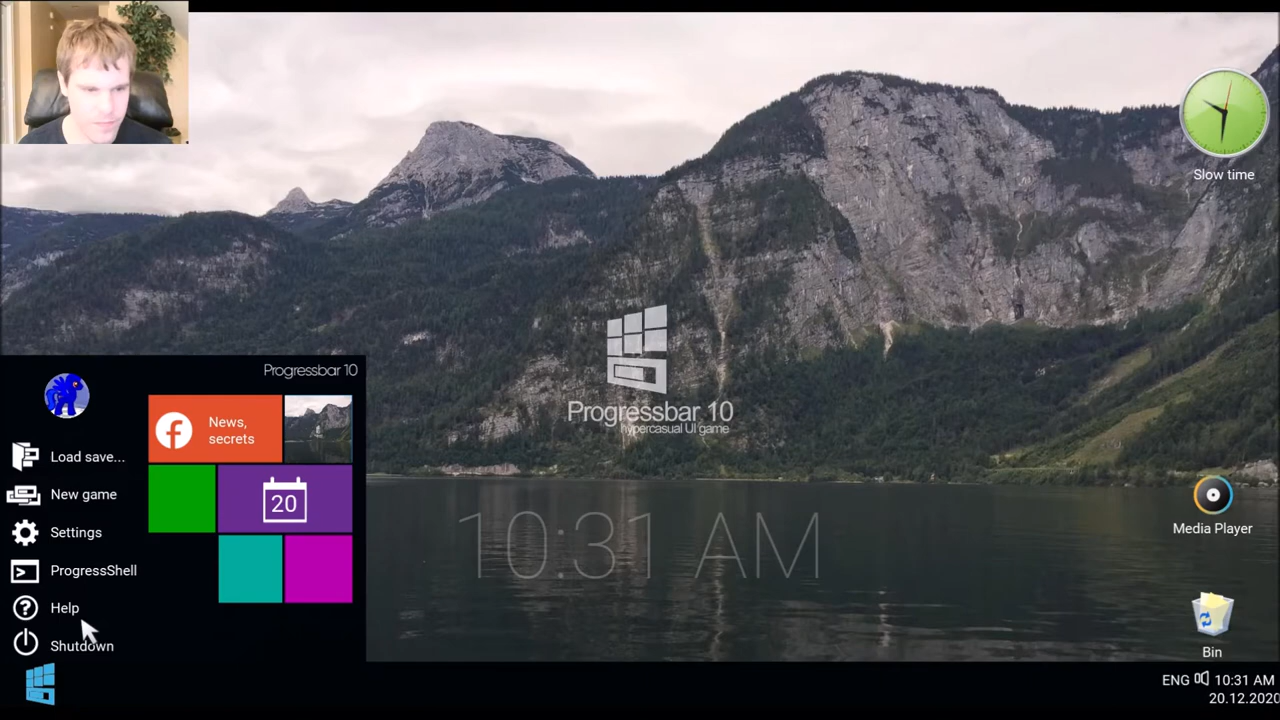 Slow time
Progressbar 10
News,
secrets
Load save...
New game
20
Settings
ProgressShell
Help
Shutdown
Progressbar 10
hypercasual UI game
10:31 AM
Media Player
Bin
ENG 10:31 AM
20.12.2020